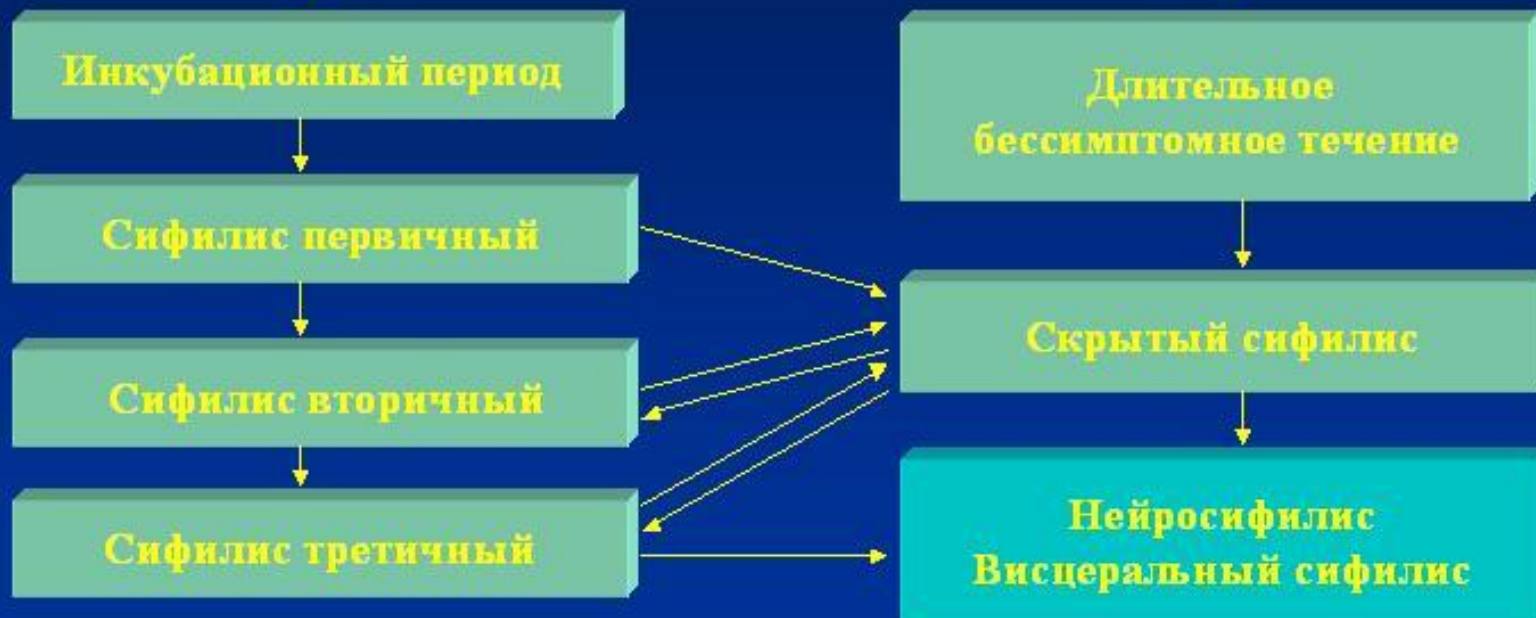 Инкубационный период
Сифилис первичный
Сифилис вторичный
Сифилис третичный
Длительное
бессимптомное течение
Скрытый сифилис
Нейросифилис
Висцеральный сифилис